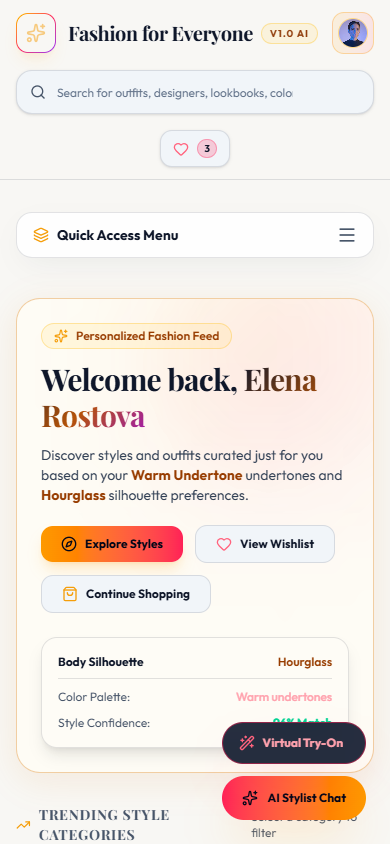 Fashion for Everyone
V1.0 AI
Search for outfits, designers, lookbooks, colo
3
Quick Access Menu
Personalized Fashion Feed
Welcome back, Elena
Rostova
Discover styles and outfits curated just for you
based on your Warm Undertone undertones and
Hourglass silhouette preferences.
Explore Styles
View Wishlist
Continue Shopping
Body Silhouette
Hourglass
Color Palette:
Warm undertones
Style Confidence:
96% Match
Virtual Try-On
AI Stylist Chat
TRENDING STYLE
CATEGORIES
Select a category to
filter